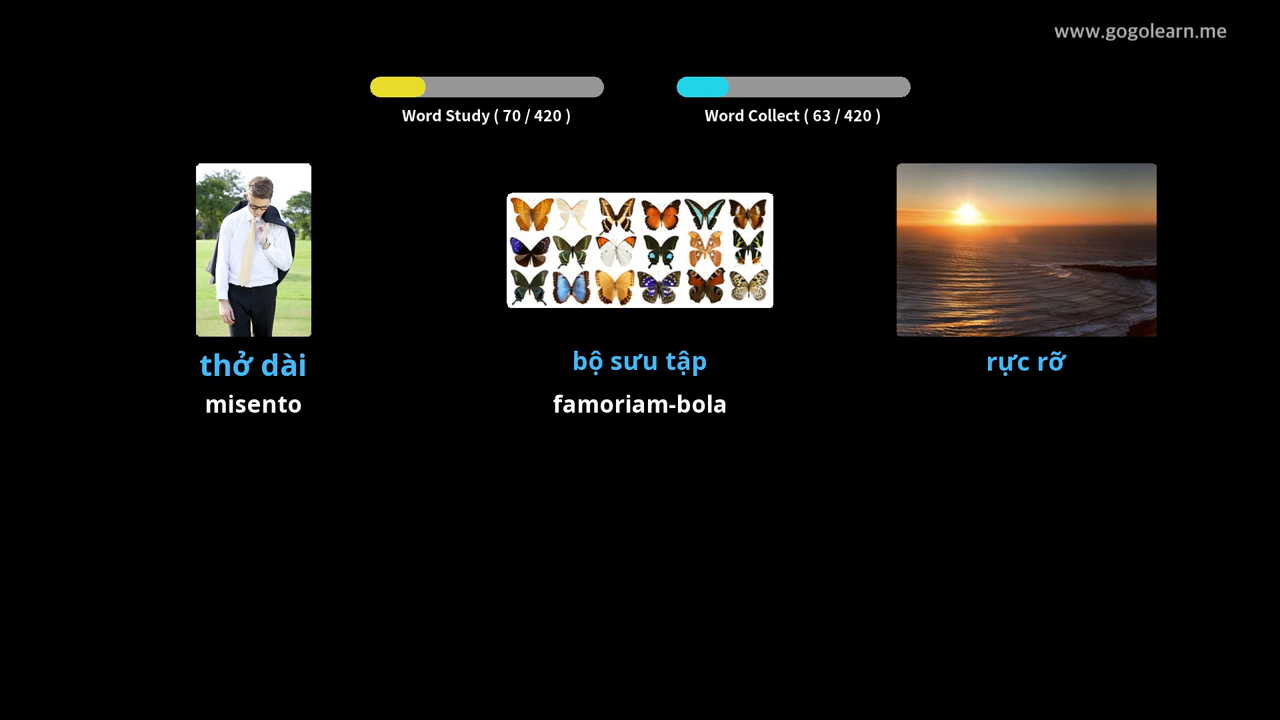 www.gogolearn.me
Word Study ( 70 / 420 )
Word Collect ( 63 / 420 )
thở dài
misento
bộ sưu tập
famoriam-bola
rực rỡ